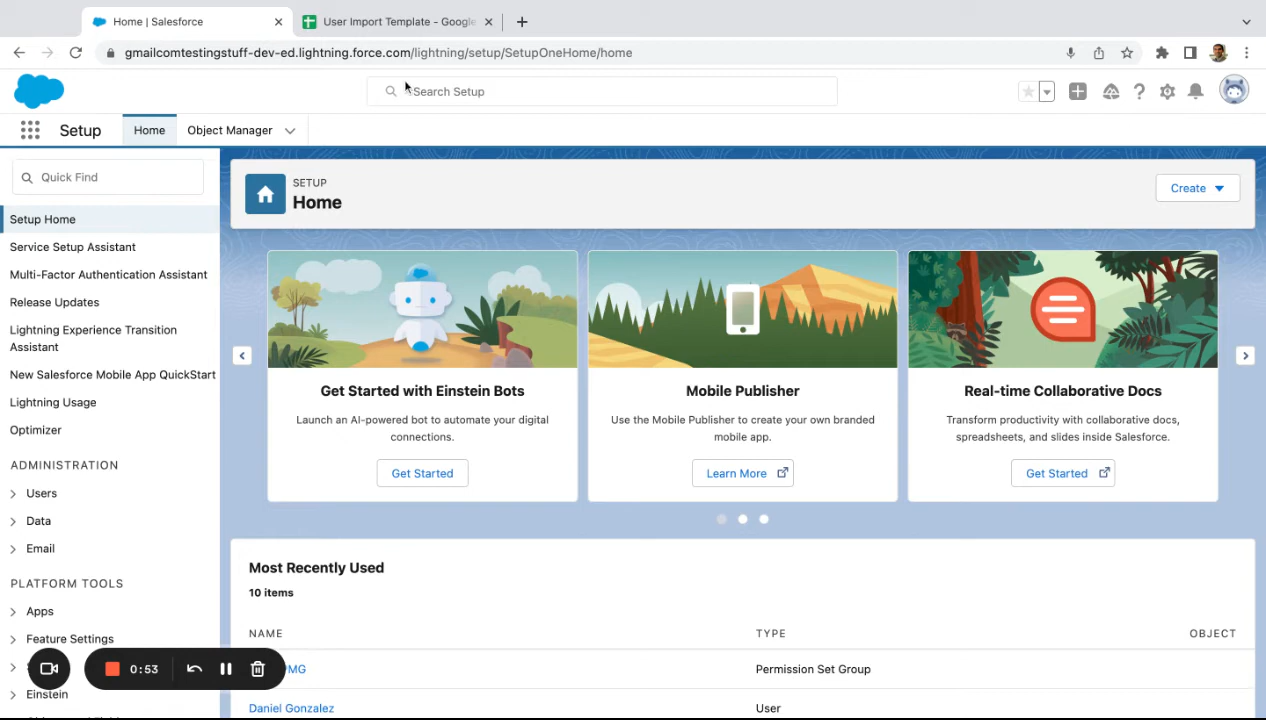 Home | Salesforce
User Import Template - Google
gmailcomtestingstuff-dev-ed.lightning.force.com/lightning/setup/SetupOneHome/home
Search Setup
Setup
Home
Object Manager
Quick Find
SETUP
Home
Create
Setup Home
Service Setup Assistant
Multi-Factor Authentication Assistant
Release Updates
Lightning Experience Transition
Assistant
New Salesforce Mobile App QuickStart
Lightning Usage
Optimizer
ADMINISTRATION
Users
Data
Email
PLATFORM TOOLS
Apps
Feature Settings
Einstein
0:53
Get Started with Einstein Bots
Launch an AI-powered bot to automate your digital
connections.
Get Started
Mobile Publisher
Use the Mobile Publisher to create your own branded
mobile app.
Learn More
Real-time Collaborative Docs
Transform productivity with collaborative docs,
spreadsheets, and slides inside Salesforce.
Get Started
Most Recently Used
10 items
NAME TYPE OBJECT
MG Permission Set Group
Daniel Gonzalez User